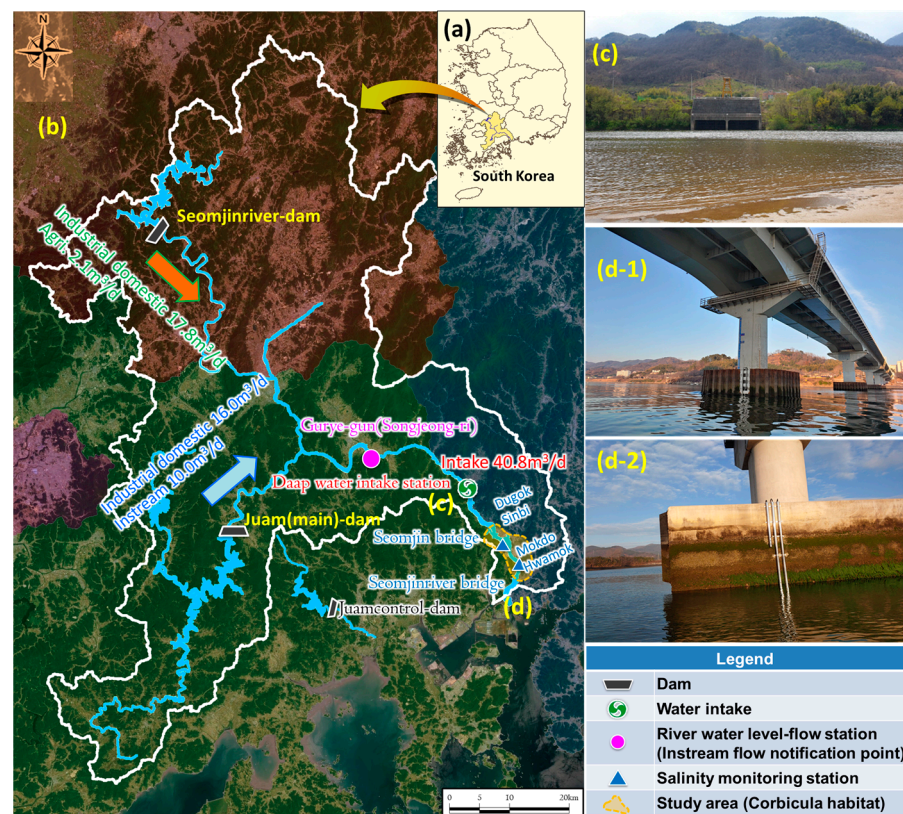 N
(a)
South Korea
(b)
Seomjinriver-dam
Industrial domestic 17.8m³/d
Agri. 2.1m³/d
Industrial domestic 16.0m³/d
Instream 10.0m³/d
Gurye-gun(Songjeong-ri)
Intake 40.8m³/d
Daap water intake station
(c)
Dugok
Sinbi
Juam(main)-dam
Seomjin bridge
Mokdo
Hwamok
Seomjinriver bridge
(d)
Juamcontrol-dam
0 5 10 20km
(c)
(d-1)
(d-2)
Legend
Dam
Water intake
River water level-flow station
(Instream flow notification point)
Salinity monitoring station
Study area (Corbicula habitat)